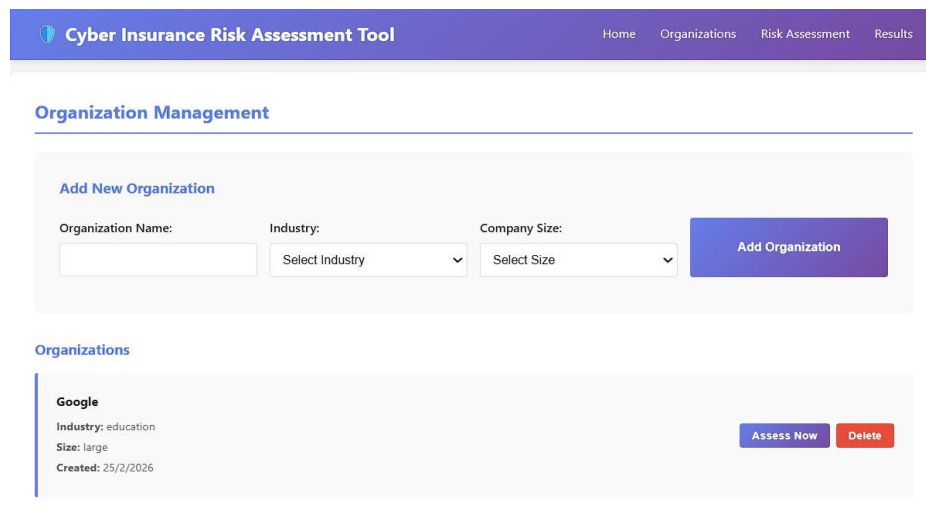 Cyber Insurance Risk Assessment Tool
Home Organizations Risk Assessment Results
Organization Management
Add New Organization
Organization Name: Industry: Company Size:
Select Industry Select Size Add Organization
Organizations
Google
Industry: education
Size: large
Created: 25/2/2026
Assess Now Delete